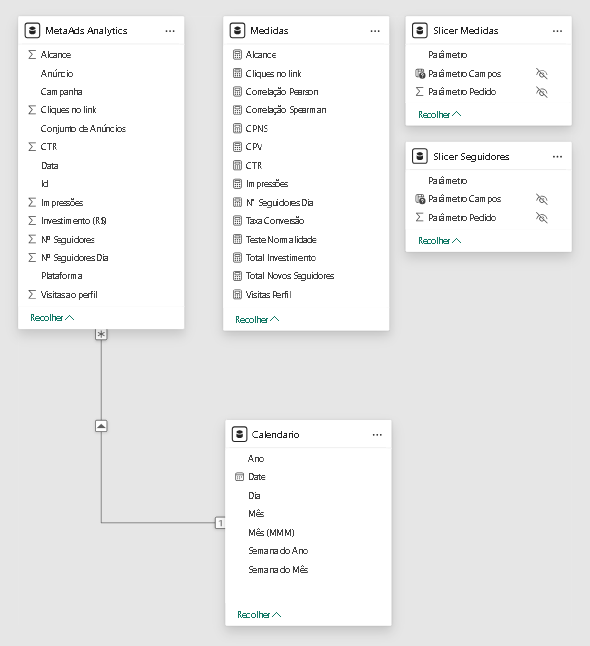 MetaAds Analytics
Alcance
Anúncio
Campanha
Cliques no link
Conjunto de Anúncios
CTR
Data
Id
Impressões
Investimento (R$)
Nº Seguidores
Nº Seguidores Dia
Plataforma
Visitas ao perfil
Recolher
Medidas
Alcance
Cliques no link
Correlação Pearson
Correlação Spearman
CPNS
CPV
CTR
Impressões
N° Seguidores Dia
Taxa Conversão
Teste Normalidade
Total Investimento
Total Novos Seguidores
Visitas Perfil
Recolher
Slicer Medidas
Parâmetro
Parâmetro Campos
Parâmetro Pedido
Recolher
Slicer Seguidores
Parâmetro
Parâmetro Campos
Parâmetro Pedido
Recolher
*
1
Calendario
Ano
Date
Dia
Mês
Mês (MMM)
Semana do Ano
Semana do Mês
Recolher